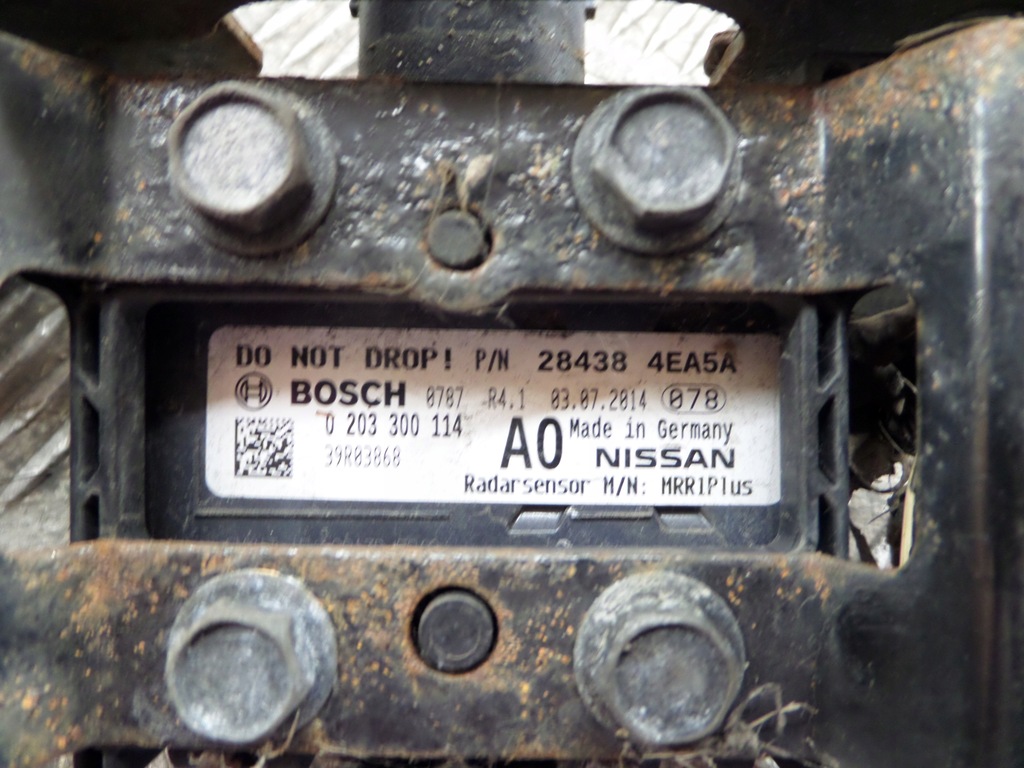 DO NOT DROP! P/N 28438 4EA5A
BOSCH 0707 R4.1 03.07.2014 078
0 203 300 114 A0 Made in Germany
39R03868 NISSAN
Radarsensor M/N: MRR1Plus